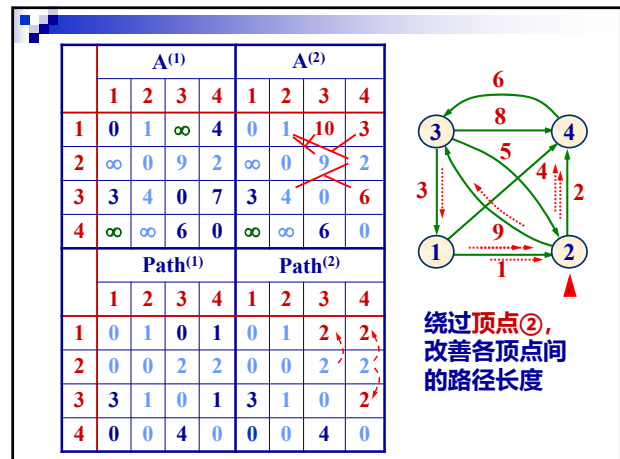 A(1) A(2)
1 2 3 4 1 2 3 4
1 0 1 ∞ 4 0 1 10 3
2 ∞ 0 9 2 ∞ 0 9 2
3 3 4 0 7 3 4 0 6
4 ∞ ∞ 6 0 ∞ ∞ 6 0
Path(1) Path(2)
1 2 3 4 1 2 3 4
1 0 1 0 1 0 1 2 2
2 0 0 2 2 0 0 2 2
3 3 1 0 1 3 1 0 2
4 0 0 4 0 0 0 4 0
6
3 8 4
5
3 4 2
9
1 2
1
绕过顶点②,
改善各顶点间
的路径长度